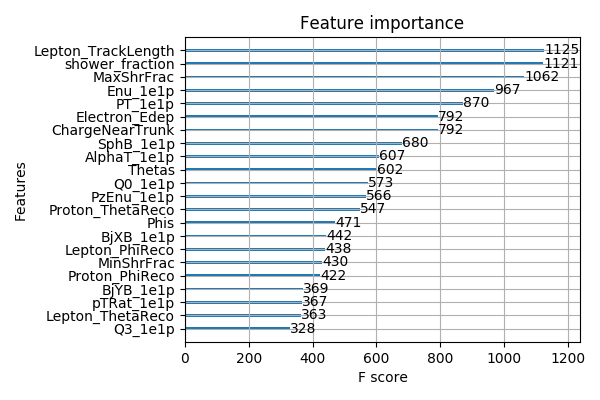 Feature importance
Features
Lepton_TrackLength 1125
shower_fraction 1121
MaxShrFrac 1062
Enu_1e1p 967
PT_1e1p 870
Electron_Edep 792
ChargeNearTrunk 792
SphB_1e1p 680
AlphaT_1e1p 607
Thetas 602
Q0_1e1p 573
PzEnu_1e1p 566
Proton_ThetaReco 547
Phis 471
BjXB_1e1p 442
Lepton_PhiReco 438
MinShrFrac 430
Proton_PhiReco 422
BjYB_1e1p 369
pTRat_1e1p 367
Lepton_ThetaReco 363
Q3_1e1p 328
0 200 400 600 800 1000 1200
F score